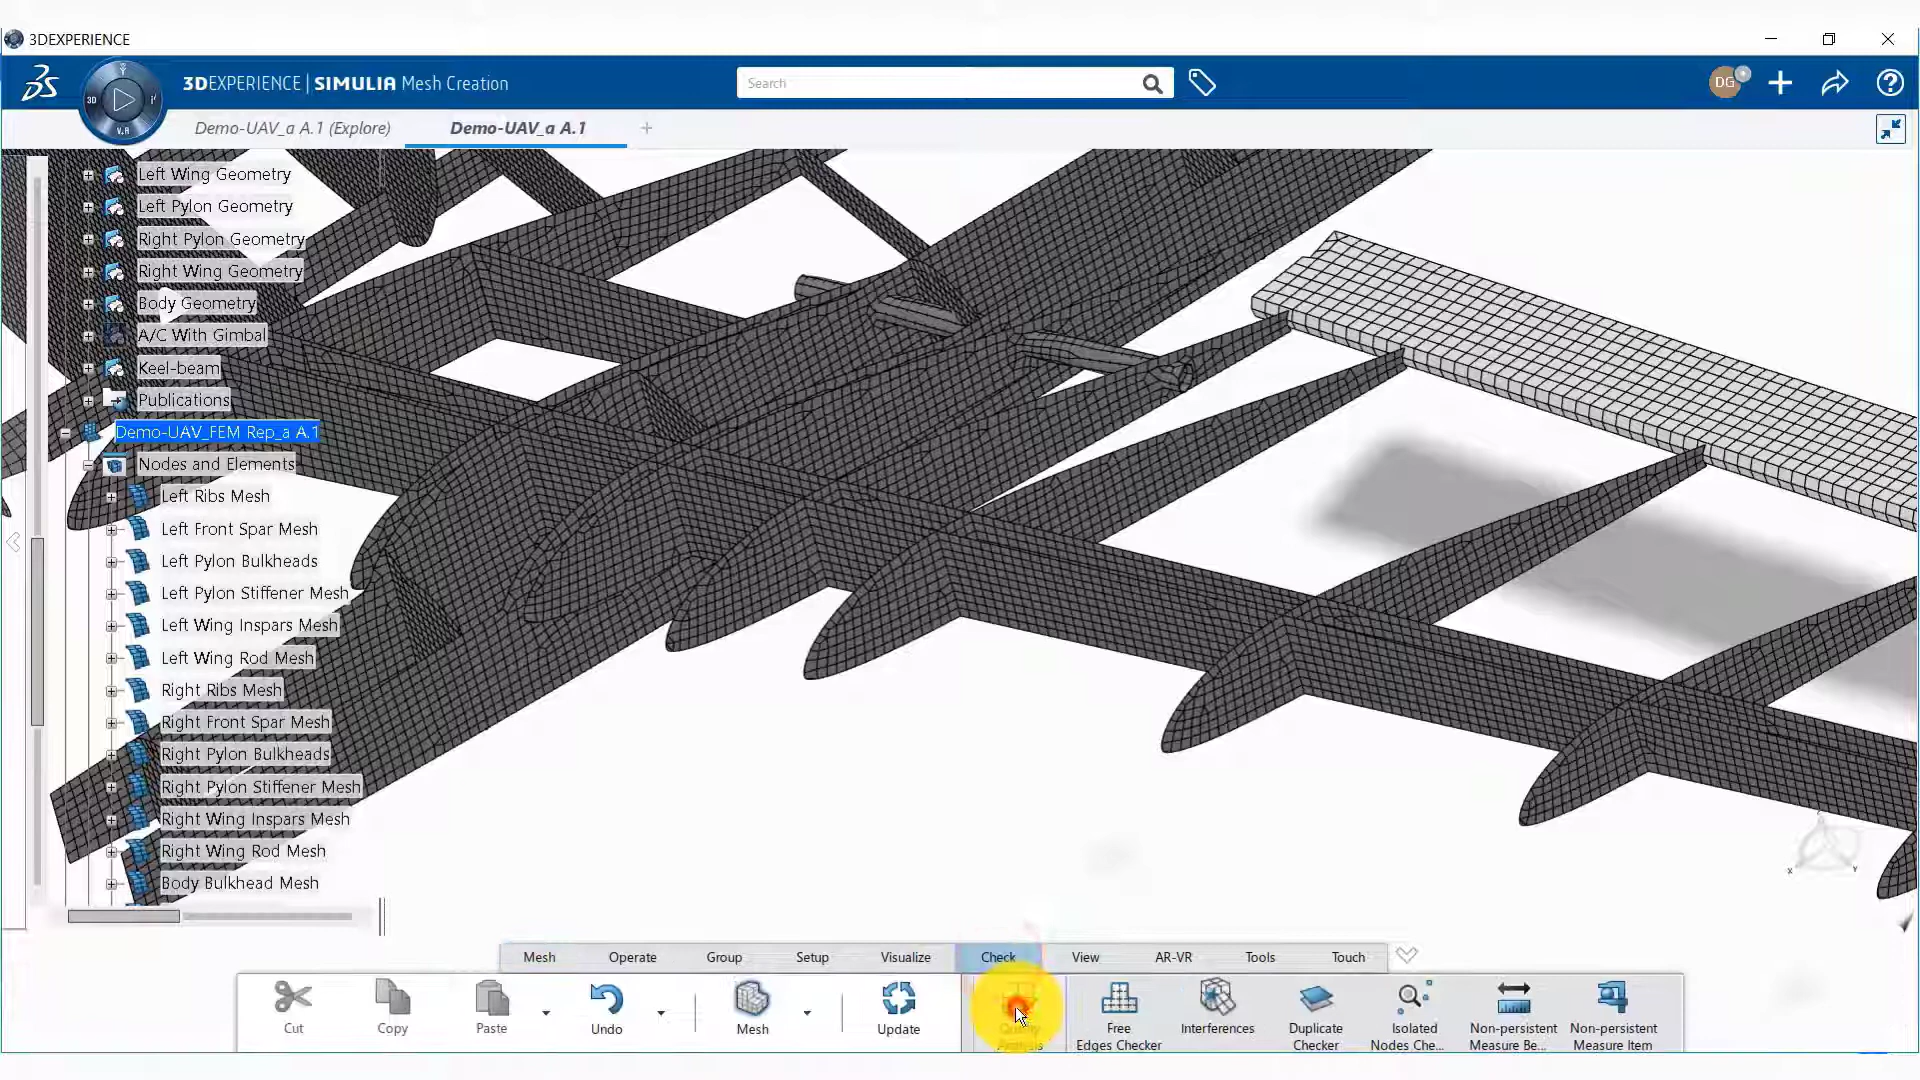 3DEXPERIENCE
3DEXPERIENCE | SIMULIA Mesh Creation
Search
DG
3D
V.R
Demo-UAV_a A.1 (Explore)
Demo-UAV_a A.1
Left Wing Geometry
Left Pylon Geometry
Right Pylon Geometry
Right Wing Geometry
Body Geometry
A/C With Gimbal
Keel-beam
Publications
Demo-UAV_FEM Rep_a A.1
Nodes and Elements
Left Ribs Mesh
Left Front Spar Mesh
Left Pylon Bulkheads
Left Pylon Stiffener Mesh
Left Wing Inspars Mesh
Left Wing Rod Mesh
Right Ribs Mesh
Right Front Spar Mesh
Right Pylon Bulkheads
Right Pylon Stiffener Mesh
Right Wing Inspars Mesh
Right Wing Rod Mesh
Body Bulkhead Mesh
X
Y
Mesh
Operate
Group
Setup
Visualize
Check
View
AR-VR
Tools
Touch
Cut
Copy
Paste
Undo
Mesh
Update
Quality
Analysis
Free
Edges Checker
Interferences
Duplicate
Checker
Isolated
Nodes Che...
Non-persistent
Measure Be...
Non-persistent
Measure Item